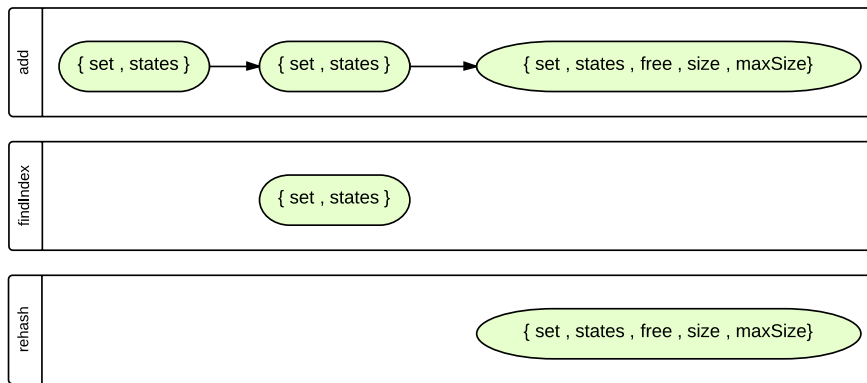 add
{ set , states }
{ set , states }
{ set , states , free , size , maxSize}
findIndex
{ set , states }
rehash
{ set , states , free , size , maxSize}